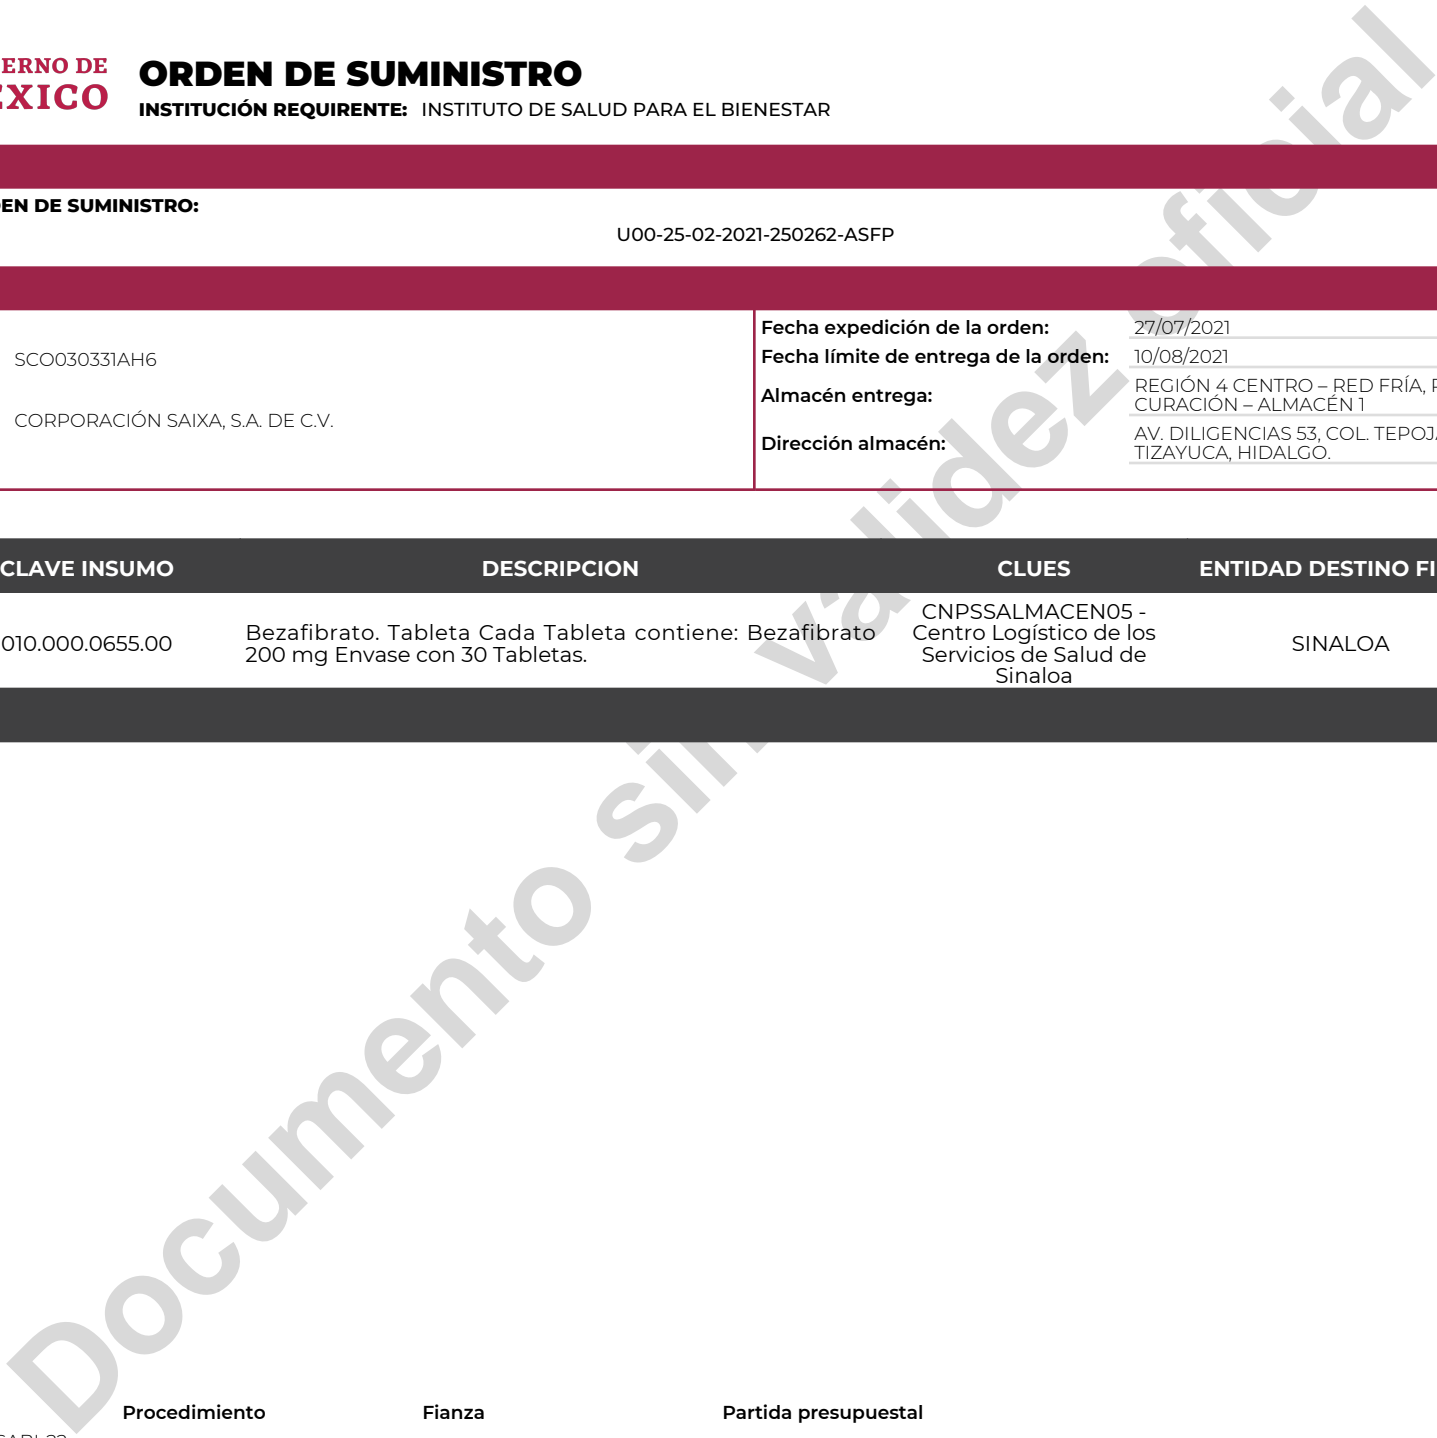 ERNO DE
ORDEN DE SUMINISTRO
INSTITUCIÓN REQUIRENTE: INSTITUTO DE SALUD PARA EL BIENESTAR
EN DE SUMINISTRO:
U00-25-02-2021-250262-ASFP
SCO030331AH6
CORPORACIÓN SAIXA, S.A. DE C.V.
Fecha expedición de la orden: 27/07/2021
Fecha límite de entrega de la orden: 10/08/2021
Almacén entrega: REGIÓN 4 CENTRO – RED FRÍA,
CURACIÓN – ALMACÉN 1
Dirección almacén: AV. DILIGENCIAS 53, COL.
TIZAYUCA, HIDALGO.
CLAVE INSUMO DESCRIPCION CLUES ENTIDAD DESTINO
010.000.0655.00
Bezafibrato. Tableta Cada Tableta contiene: Bezafibrato
200 mg Envase con 30 Tabletas.
CNPSSALMACEN05 -
Centro Logístico de los
Servicios de Salud de
Sinaloa
SINALOA
Documento sin validez oficial
Procedimiento Fianza Partida presupuestal